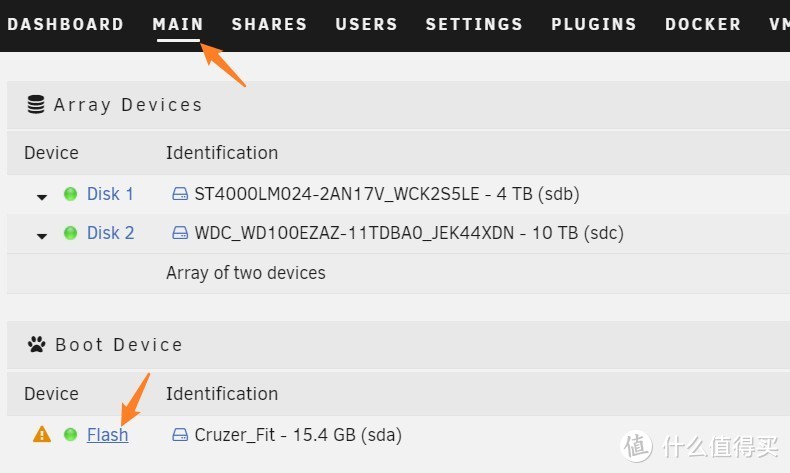 DASHBOARD MAIN SHARES USERS SETTINGS PLUGINS DOCKER VM
Array Devices
Device Identification
Disk 1 ST4000LM024-2AN17V_WCK2S5LE - 4 TB (sdb)
Disk 2 WDC_WD100EZAZ-11TDBA0_JEK44XDN - 10 TB (sdc)
Array of two devices
Boot Device
Device Identification
Flash Cruzer_Fit - 15.4 GB (sda)
值 什么值得买